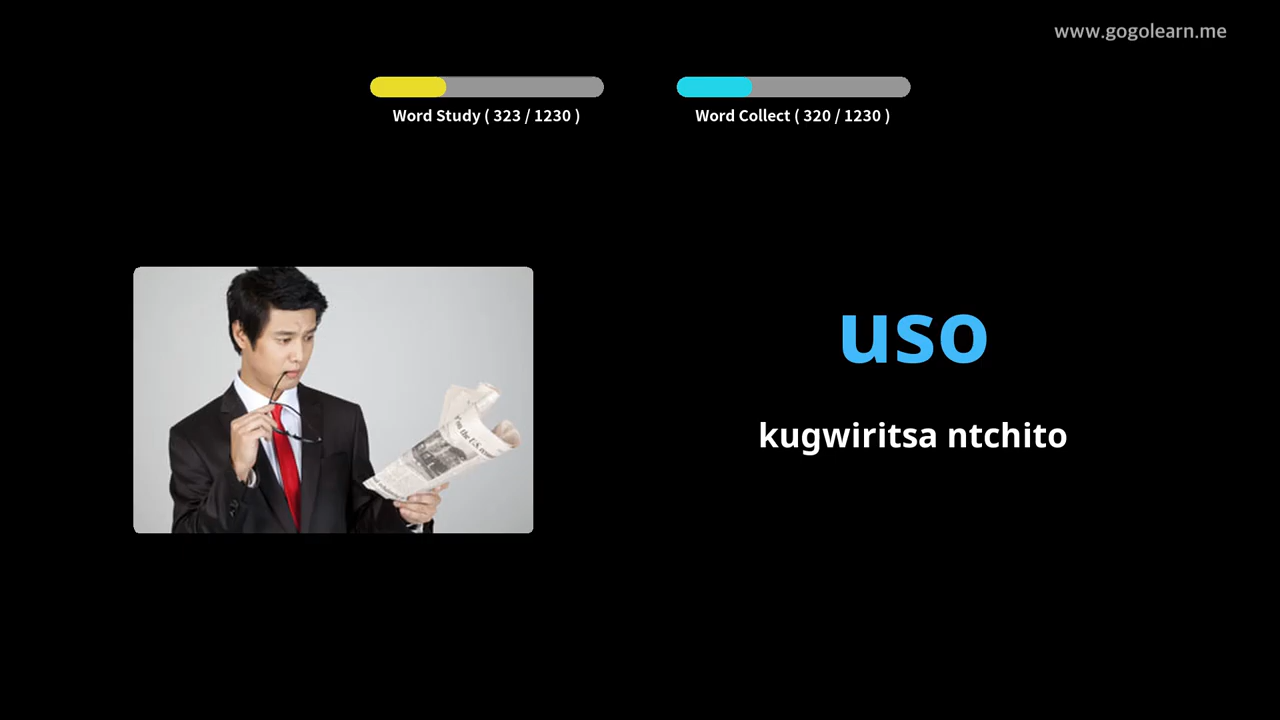 www.gogolearn.me
Word Study ( 323 / 1230 )
Word Collect ( 320 / 1230 )
uso
kugwiritsa ntchito